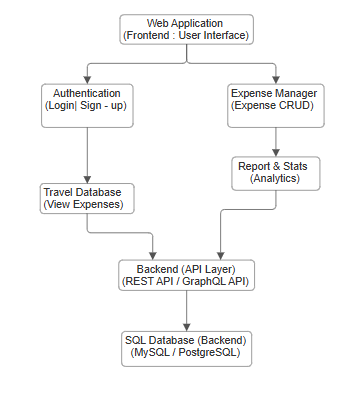 Web Application
(Frontend : User Interface)
Authentication
(Login| Sign - up)
Expense Manager
(Expense CRUD)
Report & Stats
(Analytics)
Travel Database
(View Expenses)
Backend (API Layer)
(REST API / GraphQL API)
SQL Database (Backend)
(MySQL / PostgreSQL)